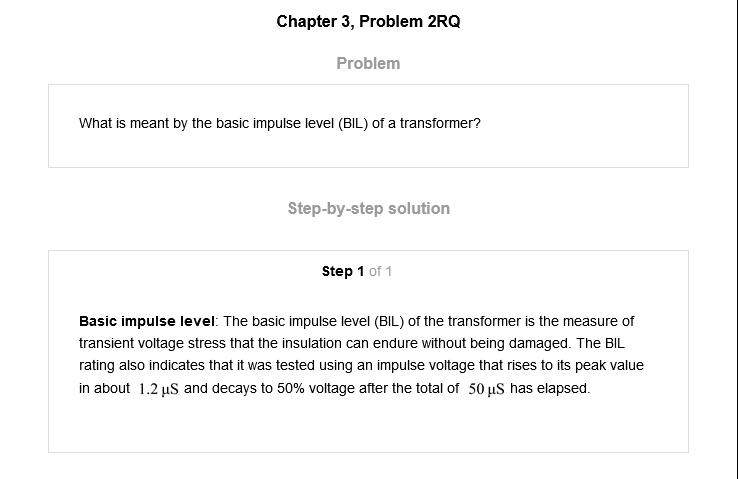 Chapter 3, Problem 2RQ
Problem
What is meant by the basic impulse level (BIL) of a transformer?
Step-by-step solution
Step 1 of 1
Basic impulse level: The basic impulse level (BIL) of the transformer is the measure of
transient voltage stress that the insulation can endure without being damaged. The BIL
rating also indicates that it was tested using an impulse voltage that rises to its peak value
in about 1.2 μS and decays to 50% voltage after the total of 50 μS has elapsed.